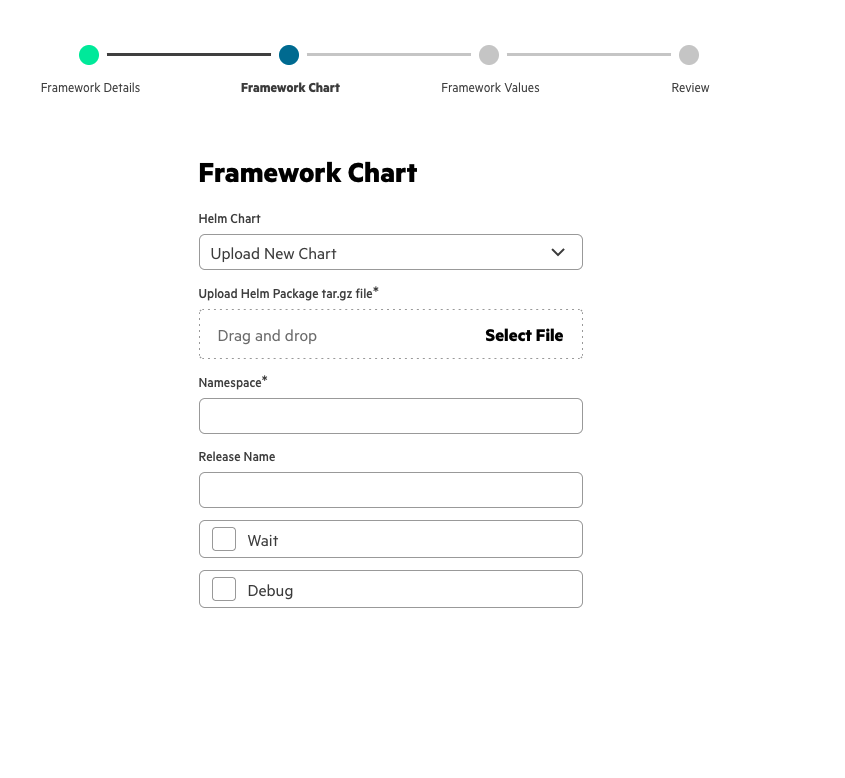 Framework Details
Framework Chart
Framework Values
Review
Framework Chart
Helm Chart
Upload New Chart
Upload Helm Package tar.gz file*
Drag and drop
Select File
Namespace*
Release Name
Wait
Debug